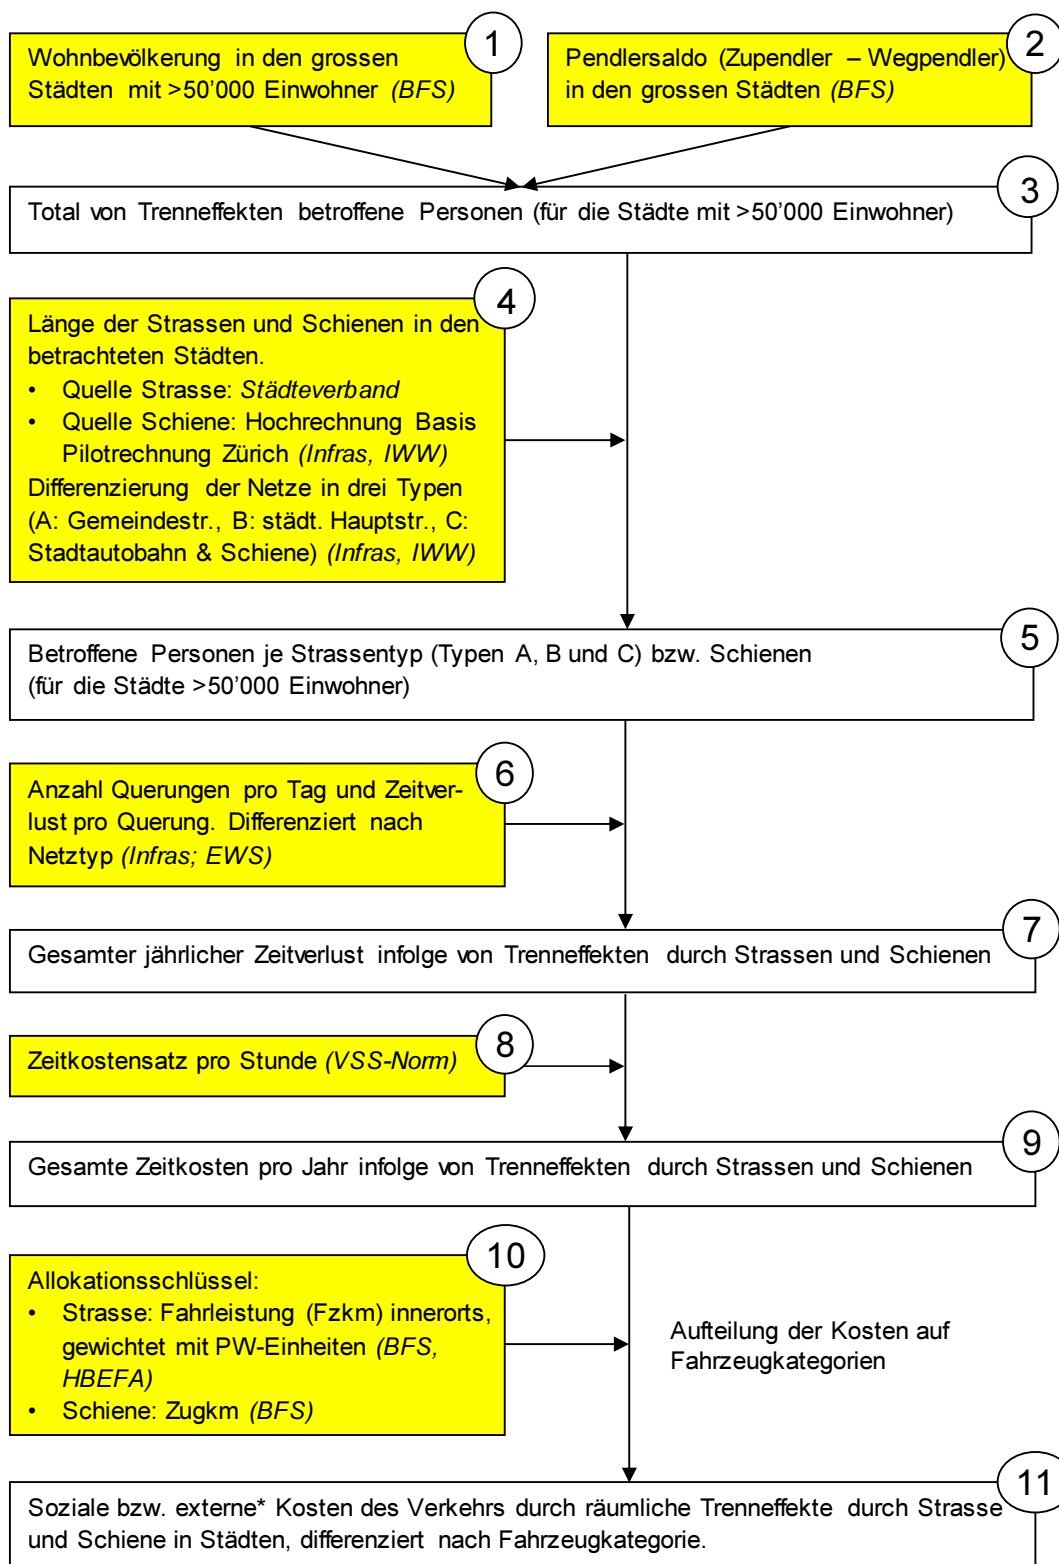 1
Wohnbevölkerung in den grossen
Städten mit >50’000 Einwohner (BFS)
2
Pendlersaldo (Zupendler – Wegpendler)
in den grossen Städten (BFS)
3
Total von Trenneffekten betroffene Personen (für die Städte mit >50’000 Einwohner)
4
Länge der Strassen und Schienen in den
betrachteten Städten.
• Quelle Strasse: Städteverband
• Quelle Schiene: Hochrechnung Basis
Pilotrechnung Zürich (Infras, IWW)
Differenzierung der Netze in drei Typen
(A: Gemeindestr., B: städt. Hauptstr., C:
Stadtautobahn & Schiene) (Infras, IWW)
5
Betroffene Personen je Strassentyp (Typen A, B und C) bzw. Schienen
(für die Städte >50’000 Einwohner)
6
Anzahl Querungen pro Tag und Zeitver-
lust pro Querung. Differenziert nach
Netztyp (Infras; EWS)
7
Gesamter jährlicher Zeitverlust infolge von Trenneffekten durch Strassen und Schienen
8
Zeitkostensatz pro Stunde (VSS-Norm)
9
Gesamte Zeitkosten pro Jahr infolge von Trenneffekten durch Strassen und Schienen
10
Allokationsschlüssel:
• Strasse: Fahrleistung (Fzkm) innerorts,
gewichtet mit PW-Einheiten (BFS,
HBEFA)
• Schiene: Zugkm (BFS)
Aufteilung der Kosten auf
Fahrzeugkategorien
11
Soziale bzw. externe* Kosten des Verkehrs durch räumliche Trenneffekte durch Strasse
und Schiene in Städten, differenziert nach Fahrzeugkategorie.